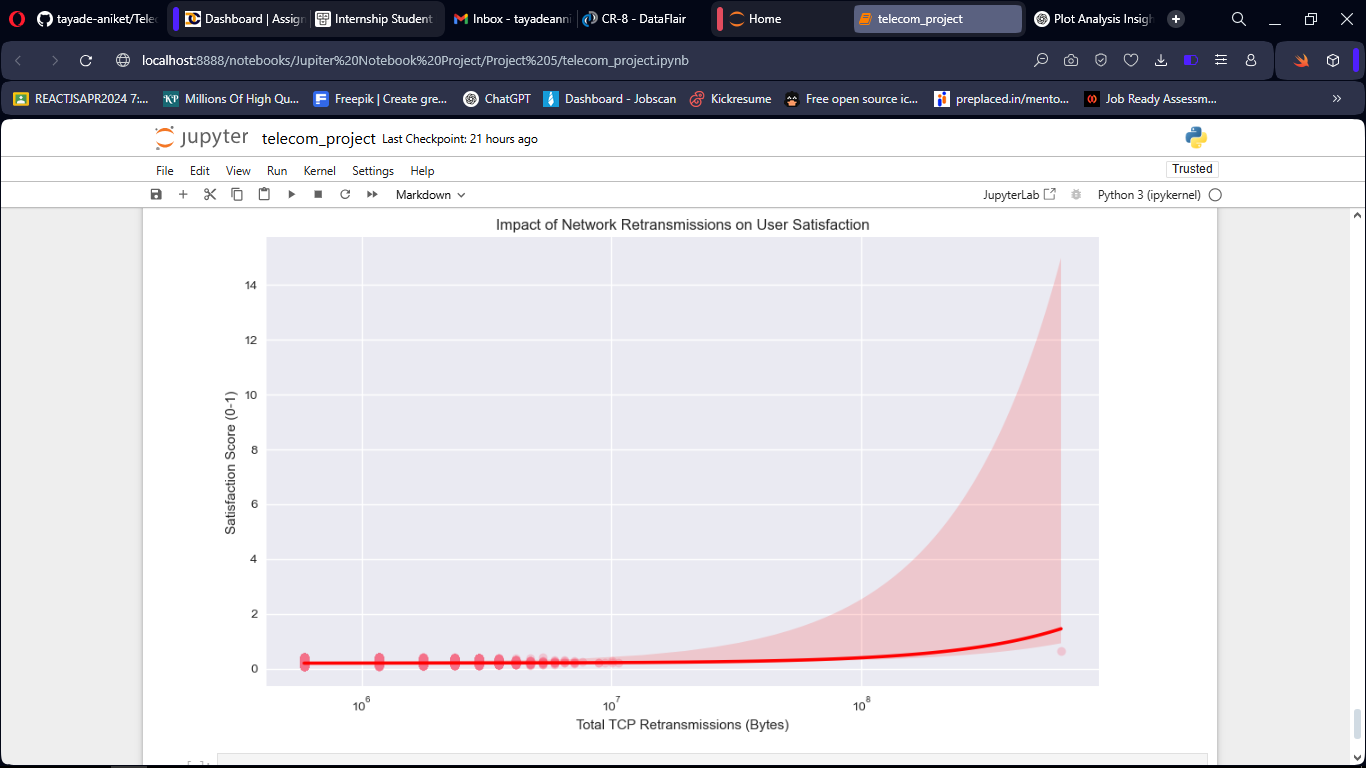 tayade-aniket/Telec Dashboard | Assign Internship Student Inbox - tayadeanni CR-8 - DataFlair Home telecom_project Plot Analysis Insigh
localhost:8888/notebooks/Jupiter%20Notebook%20Project/Project%205/telecom_project.ipynb
REACTJSAPR2024 7:... KP Millions Of High Qu... Freepik | Create gre... ChatGPT Dashboard - Jobscan Kickresume Free open source ic... preplaced.in/mento... Job Ready Assessm... »
jupyter telecom_project Last Checkpoint: 21 hours ago
File Edit View Run Kernel Settings Help Trusted
Markdown JupyterLab Python 3 (ipykernel)
Impact of Network Retransmissions on User Satisfaction
14
12
10
8
6
4
2
0
Satisfaction Score (0-1)
10^6 10^7 10^8
Total TCP Retransmissions (Bytes)
[ ]: